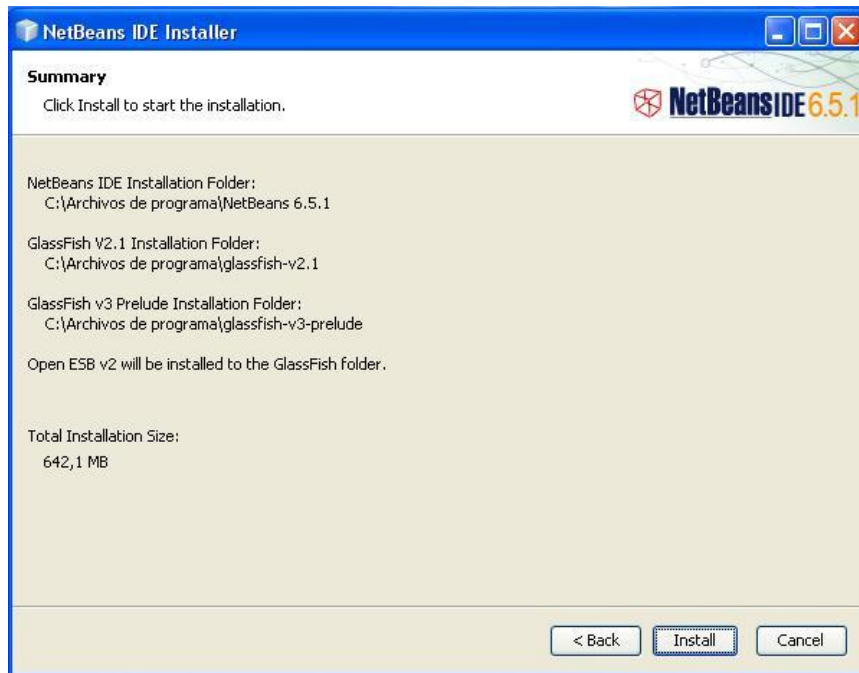 NetBeans IDE Installer
Summary
Click Install to start the installation.
NetBeans IDE 6.5.1
NetBeans IDE Installation Folder:
C:\Archivos de programa\NetBeans 6.5.1
GlassFish V2.1 Installation Folder:
C:\Archivos de programa\glassfish-v2.1
GlassFish v3 Prelude Installation Folder:
C:\Archivos de programa\glassfish-v3-prelude
Open ESB v2 will be installed to the GlassFish folder.
Total Installation Size:
642,1 MB
< Back Install Cancel